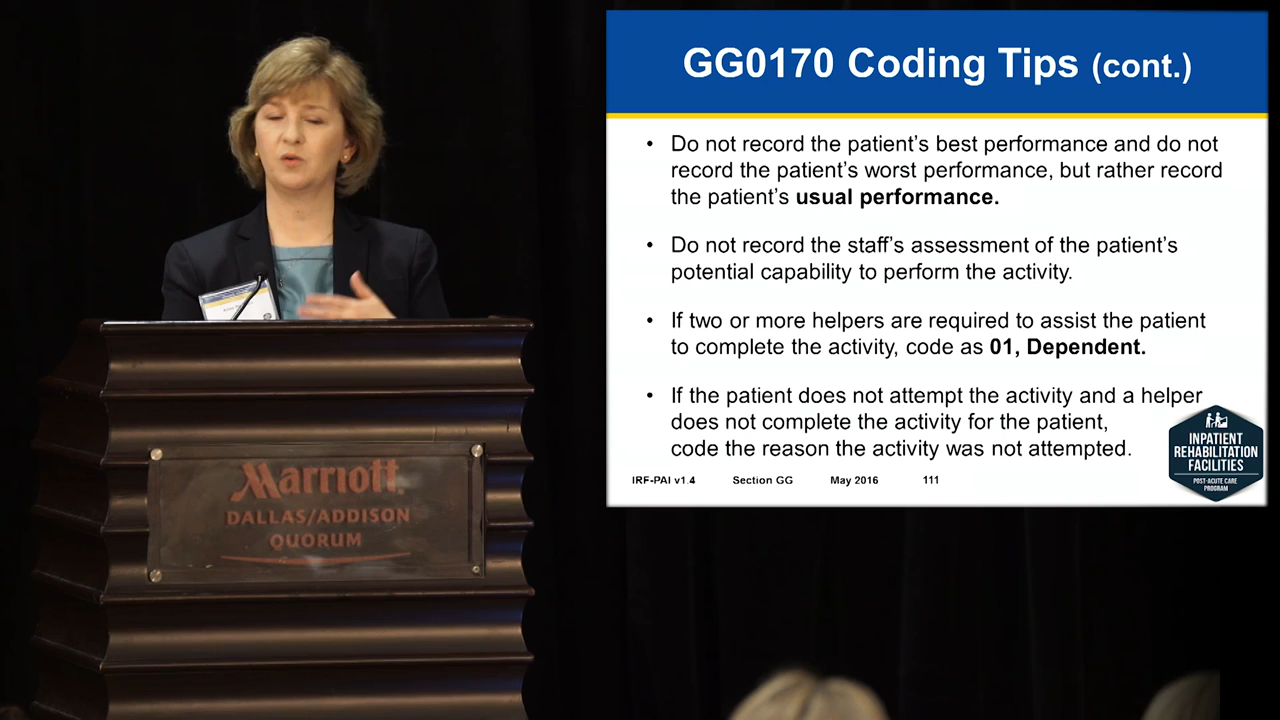 GG0170 Coding Tips (cont.)
• Do not record the patient's best performance and do not
record the patient's worst performance, but rather record
the patient's usual performance.
• Do not record the staff's assessment of the patient's
potential capability to perform the activity.
• If two or more helpers are required to assist the patient
to complete the activity, code as 01, Dependent.
• If the patient does not attempt the activity and a helper
does not complete the activity for the patient,
code the reason the activity was not attempted.
INPATIENT
REHABILITATION
FACILITIES
POST-ACUTE CARE
PROGRAM
IRF-PAI v1.4 Section GG May 2016 111
Marriott
DALLAS/ADDISON
QUORUM